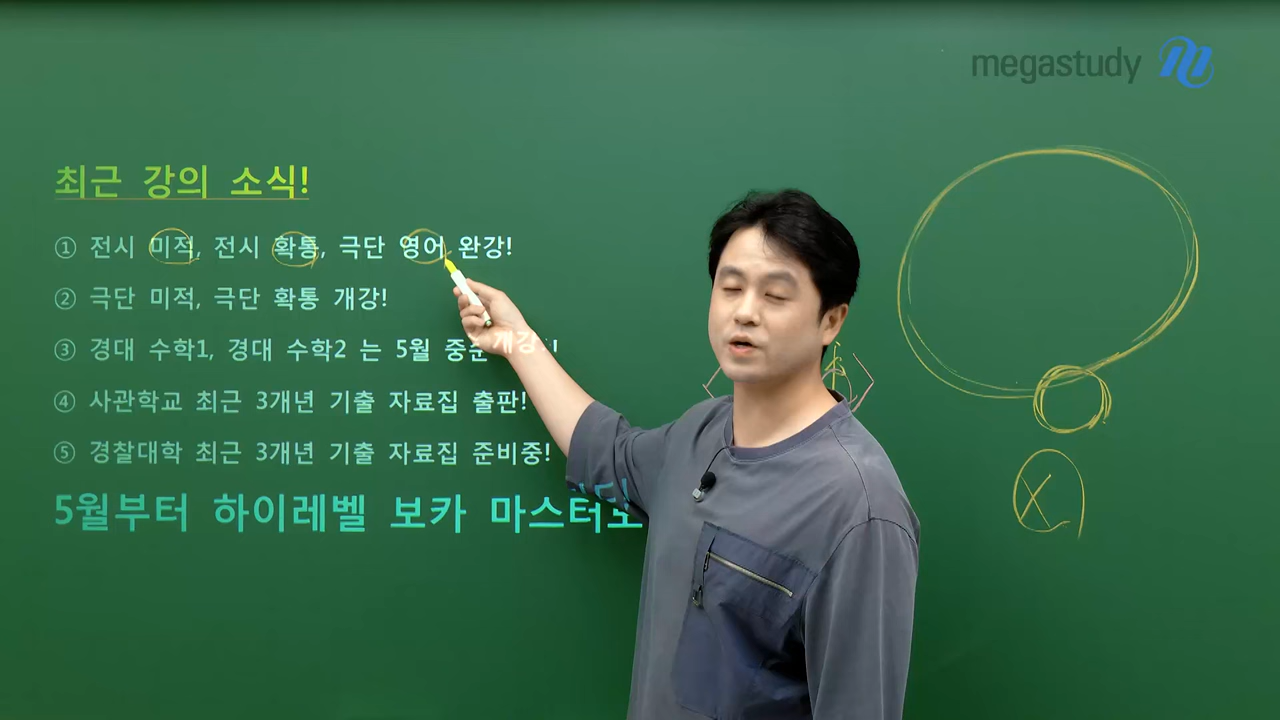 megastudy
최근 강의 소식!
① 전시 미적, 전시 확통, 극단 영어 완강!
② 극단 미적, 극단 확통 개강!
③ 경대 수학1, 경대 수학2 는 5월 중순 개강!
④ 사관학교 최근 3개년 기출 자료집 출판!
⑤ 경찰대학 최근 3개년 기출 자료집 준비중!
5월부터 하이레벨 보카 마스터도
X